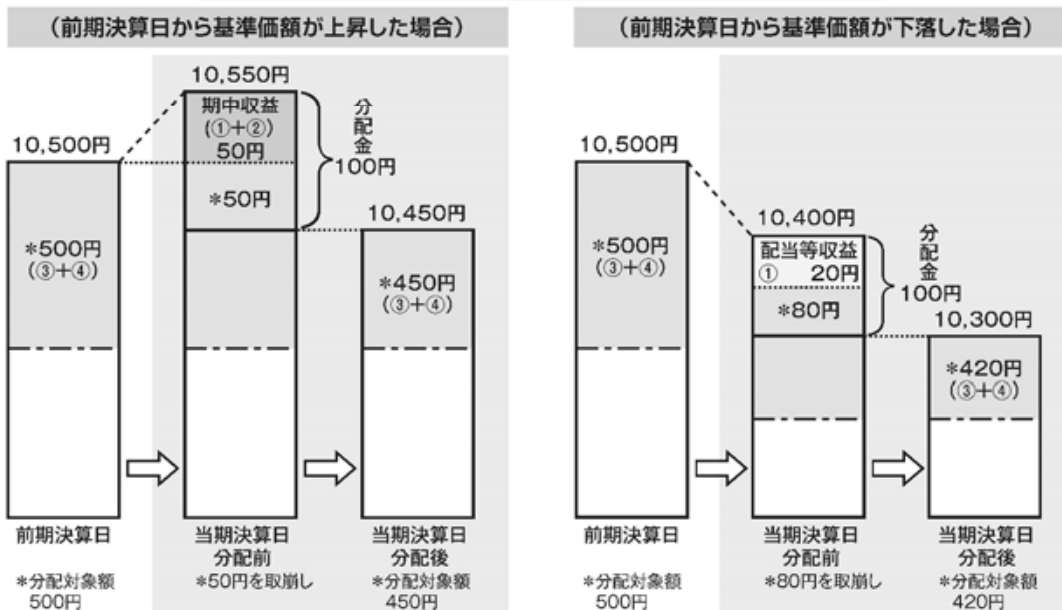 (前期決算日から基準価額が上昇した場合)
10,550円
期中収益
(①+②)
50円
分配金
100円
10,500円
*50円
10,450円
*500円
(③+④)
*450円
(③+④)
前期決算日
当期決算日
分配前
当期決算日
分配後
*分配対象額
500円
*50円を取崩し
*分配対象額
450円
(前期決算日から基準価額が下落した場合)
10,500円
10,400円
配当等収益
① 20円
分配金
100円
*500円
(③+④)
*80円
10,300円
*420円
(③+④)
前期決算日
当期決算日
分配前
当期決算日
分配後
*分配対象額
500円
*80円を取崩し
*分配対象額
420円